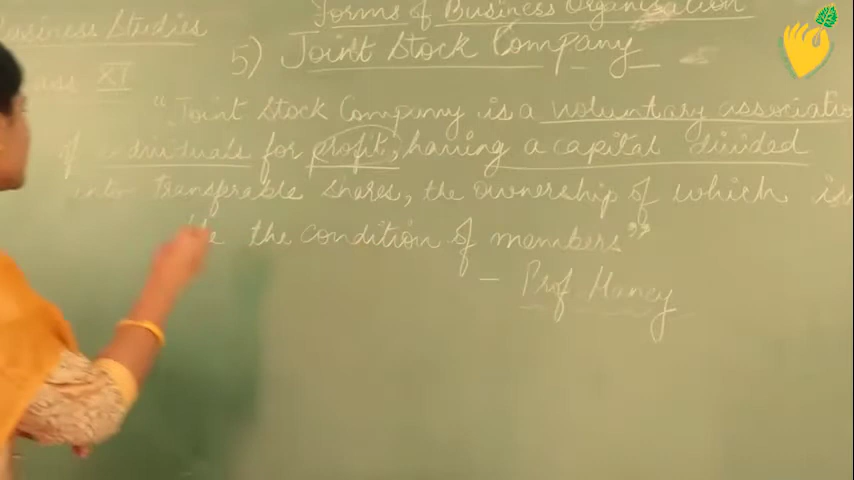 Forms of Business Organisation
Business Studies
5) Joint Stock Company
Class XI
"Joint Stock Company is a voluntary associatio
of individuals for profit, having a capital divided
into transferable shares, the ownership of which is
the condition of members"
- Prof Haney